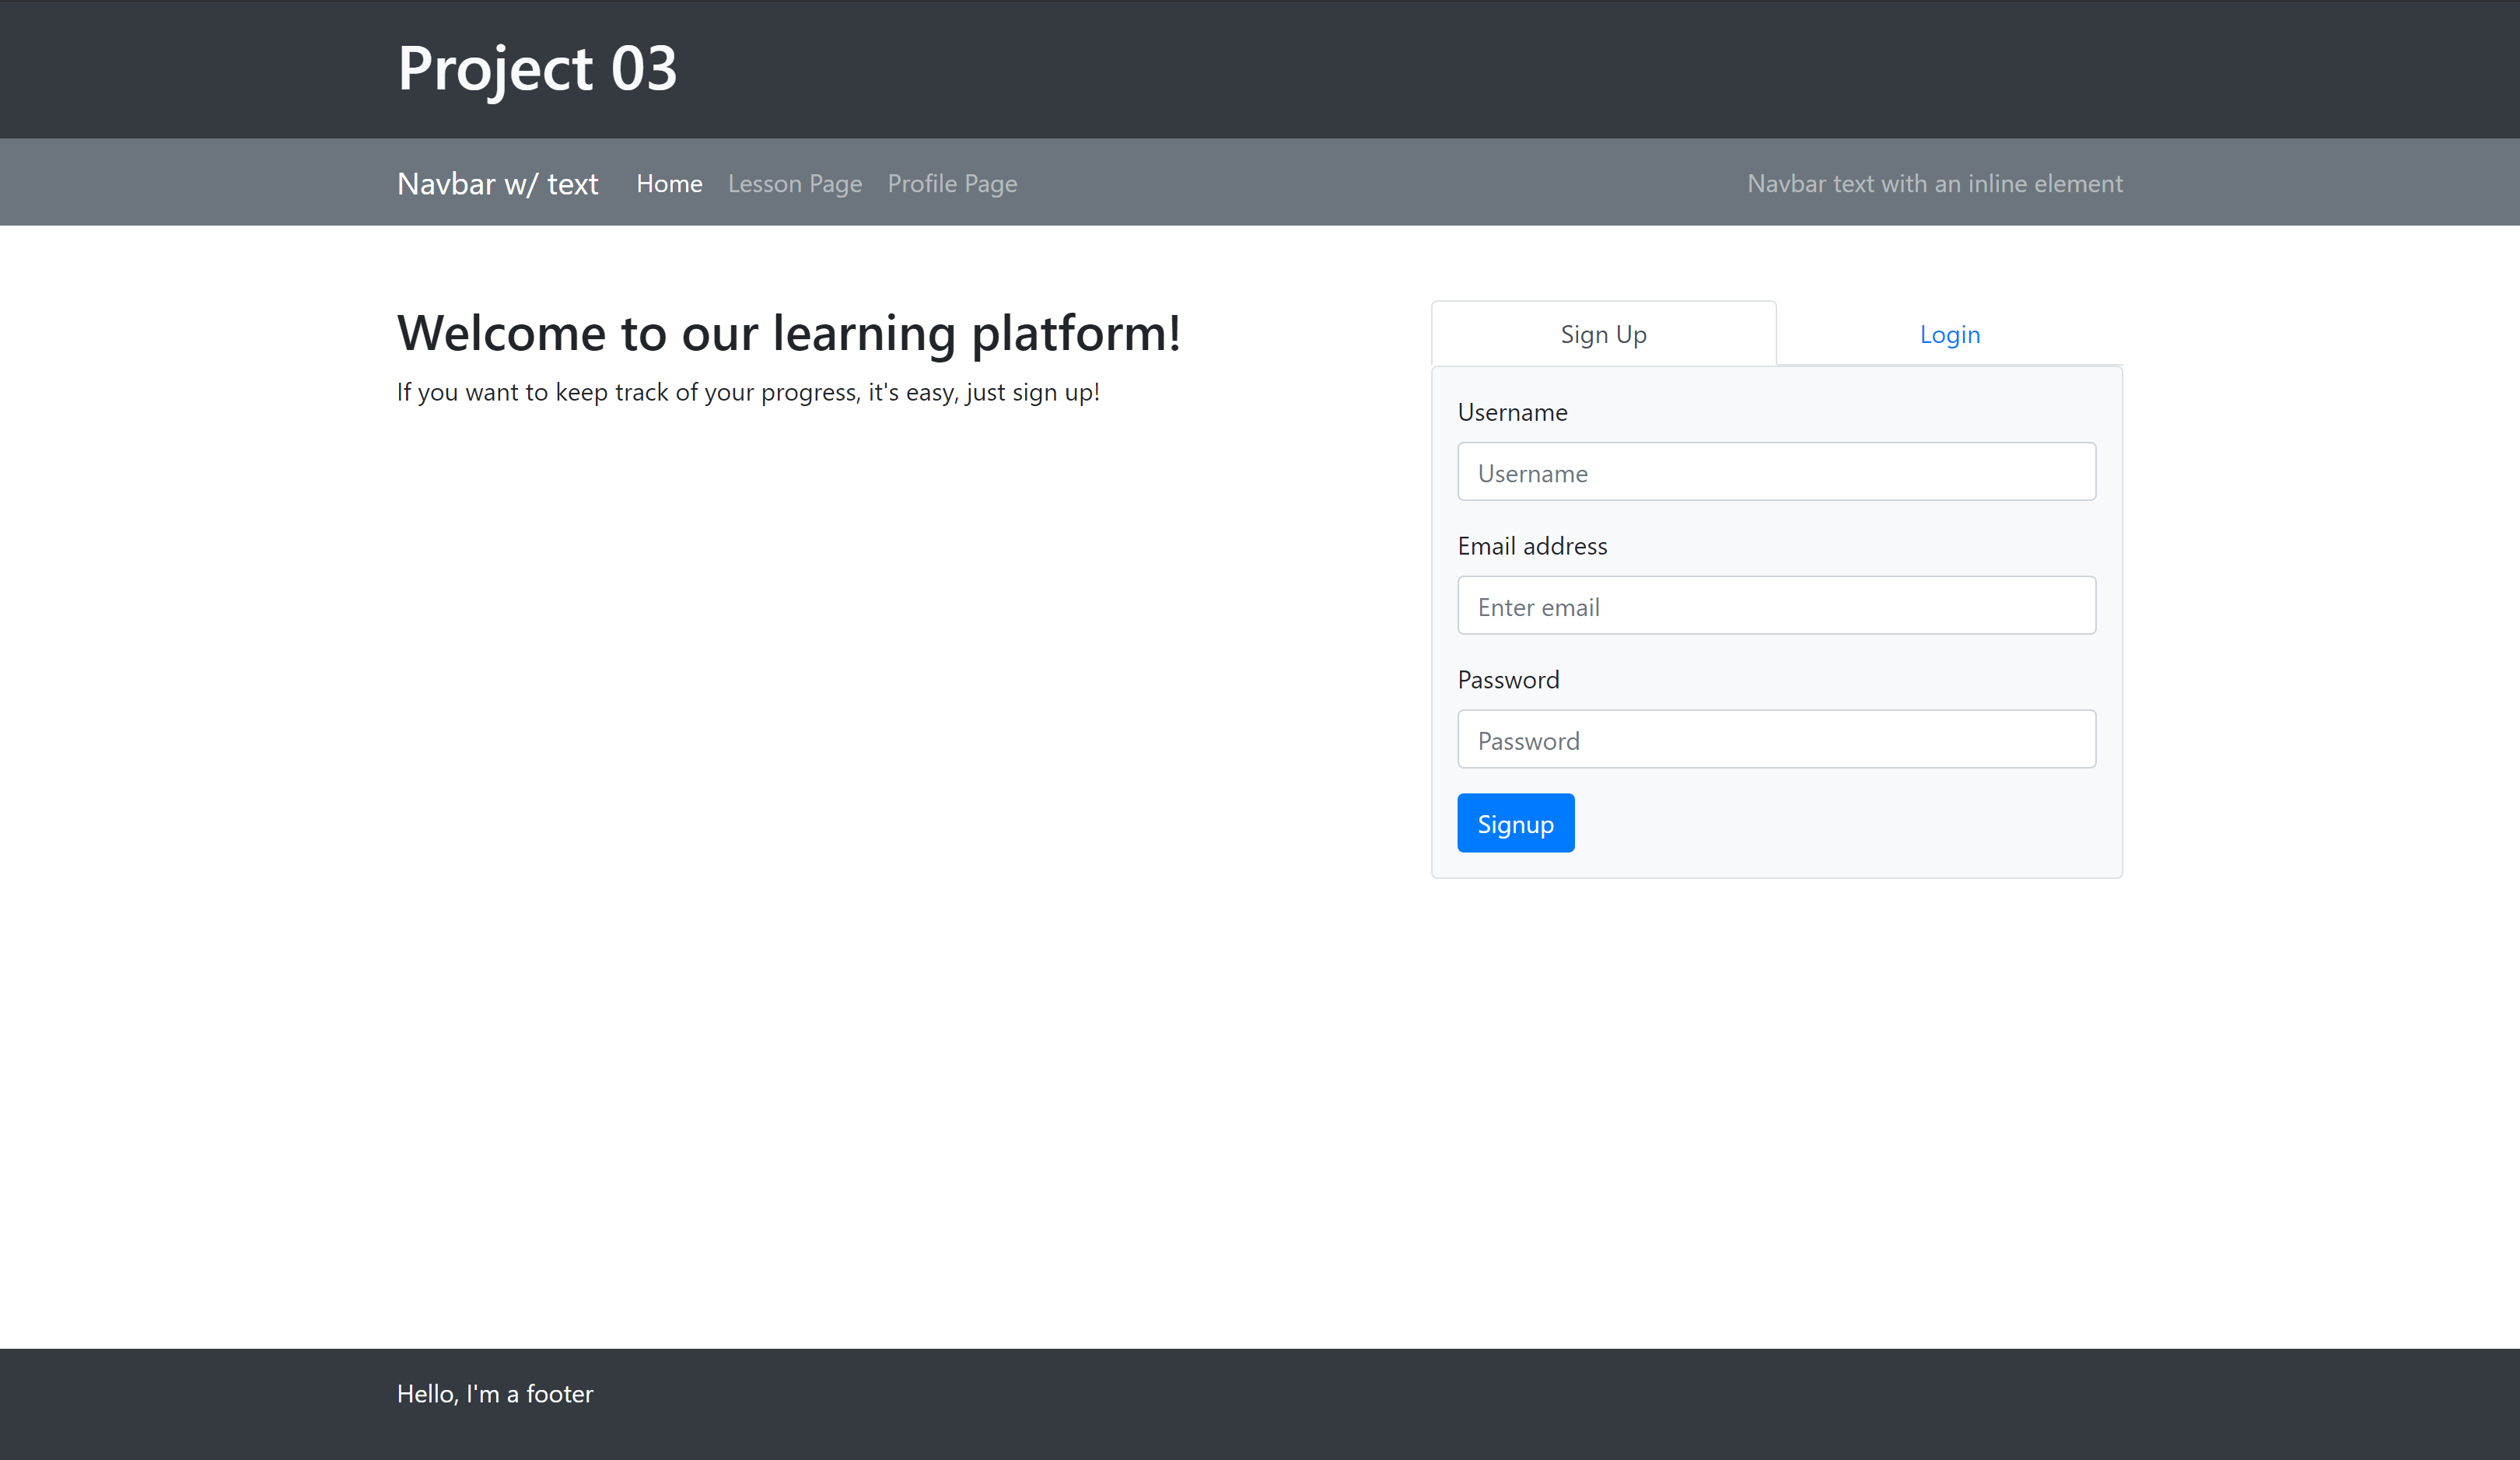 Project 03
Navbar w/ text Home Lesson Page Profile Page Navbar text with an inline element
Welcome to our learning platform!
If you want to keep track of your progress, it's easy, just sign up!
Sign Up Login
Username
Username
Email address
Enter email
Password
Password
Signup
Hello, I'm a footer